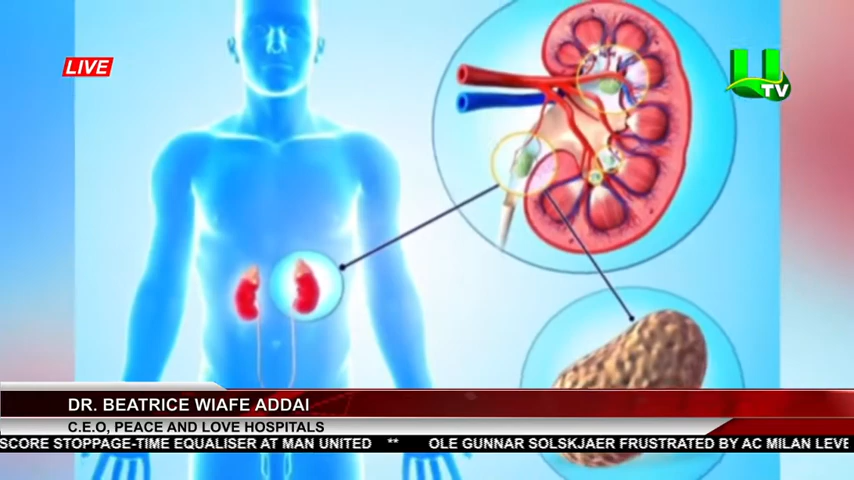 LIVE
U
TV
DR. BEATRICE WIAFE ADDAI
C.E.O, PEACE AND LOVE HOSPITALS
SCORE STOPPAGE-TIME EQUALISER AT MAN UNITED ** OLE GUNNAR SOLSKJAER FRUSTRATED BY AC MILAN LEVE